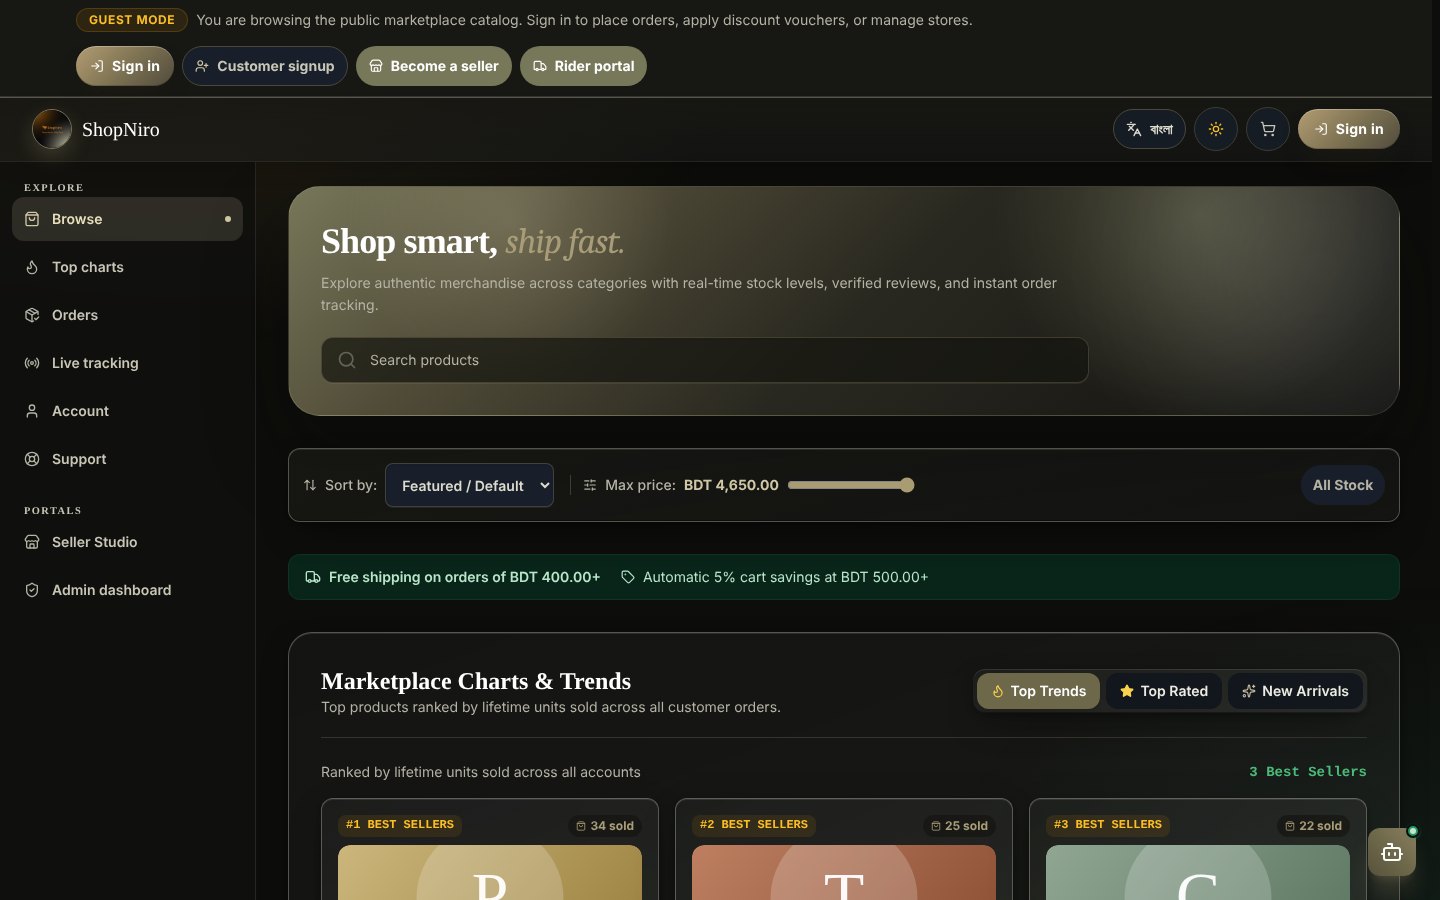 GUEST MODE You are browsing the public marketplace catalog. Sign in to place orders, apply discount vouchers, or manage stores.
Sign in Customer signup Become a seller Rider portal
ShopNiro বাংলা Sign in
EXPLORE
Browse
Top charts
Orders
Live tracking
Account
Support
PORTALS
Seller Studio
Admin dashboard
Shop smart, ship fast.
Explore authentic merchandise across categories with real-time stock levels, verified reviews, and instant order
tracking.
Search products
Sort by: Featured / Default Max price: BDT 4,650.00 All Stock
Free shipping on orders of BDT 400.00+ Automatic 5% cart savings at BDT 500.00+
Marketplace Charts & Trends
Top products ranked by lifetime units sold across all customer orders.
Top Trends Top Rated New Arrivals
Ranked by lifetime units sold across all accounts 3 Best Sellers
#1 BEST SELLERS 34 sold #2 BEST SELLERS 25 sold #3 BEST SELLERS 22 sold